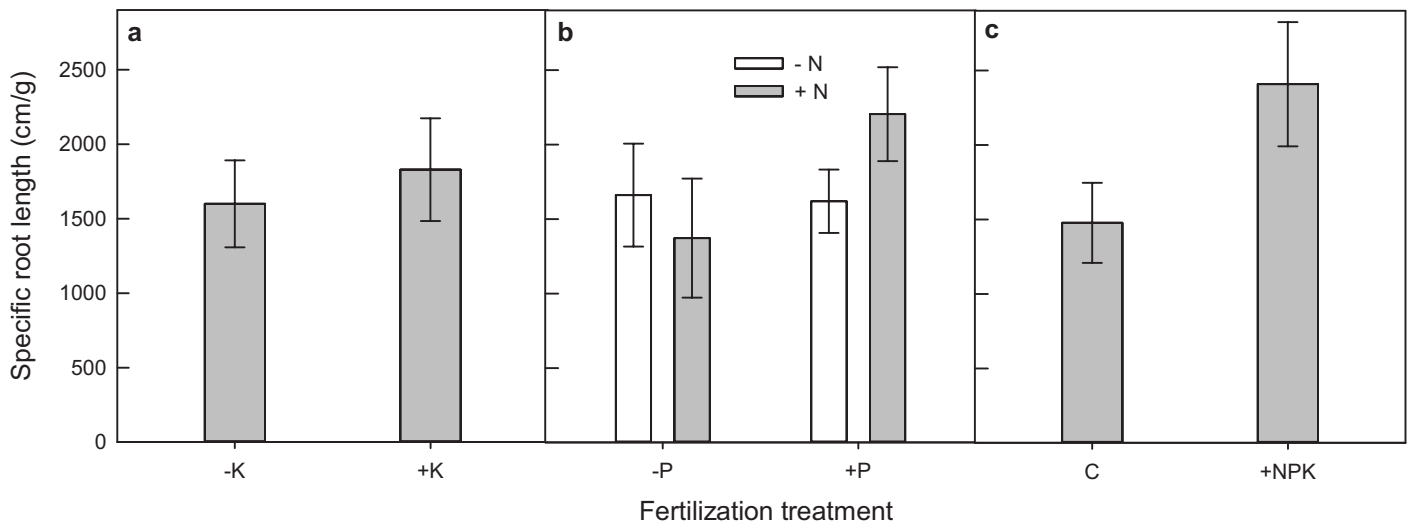 a
b
c
- N
+ N
Specific root length (cm/g)
2500
2000
1500
1000
500
0
-K
+K
-P
+P
C
+NPK
Fertilization treatment